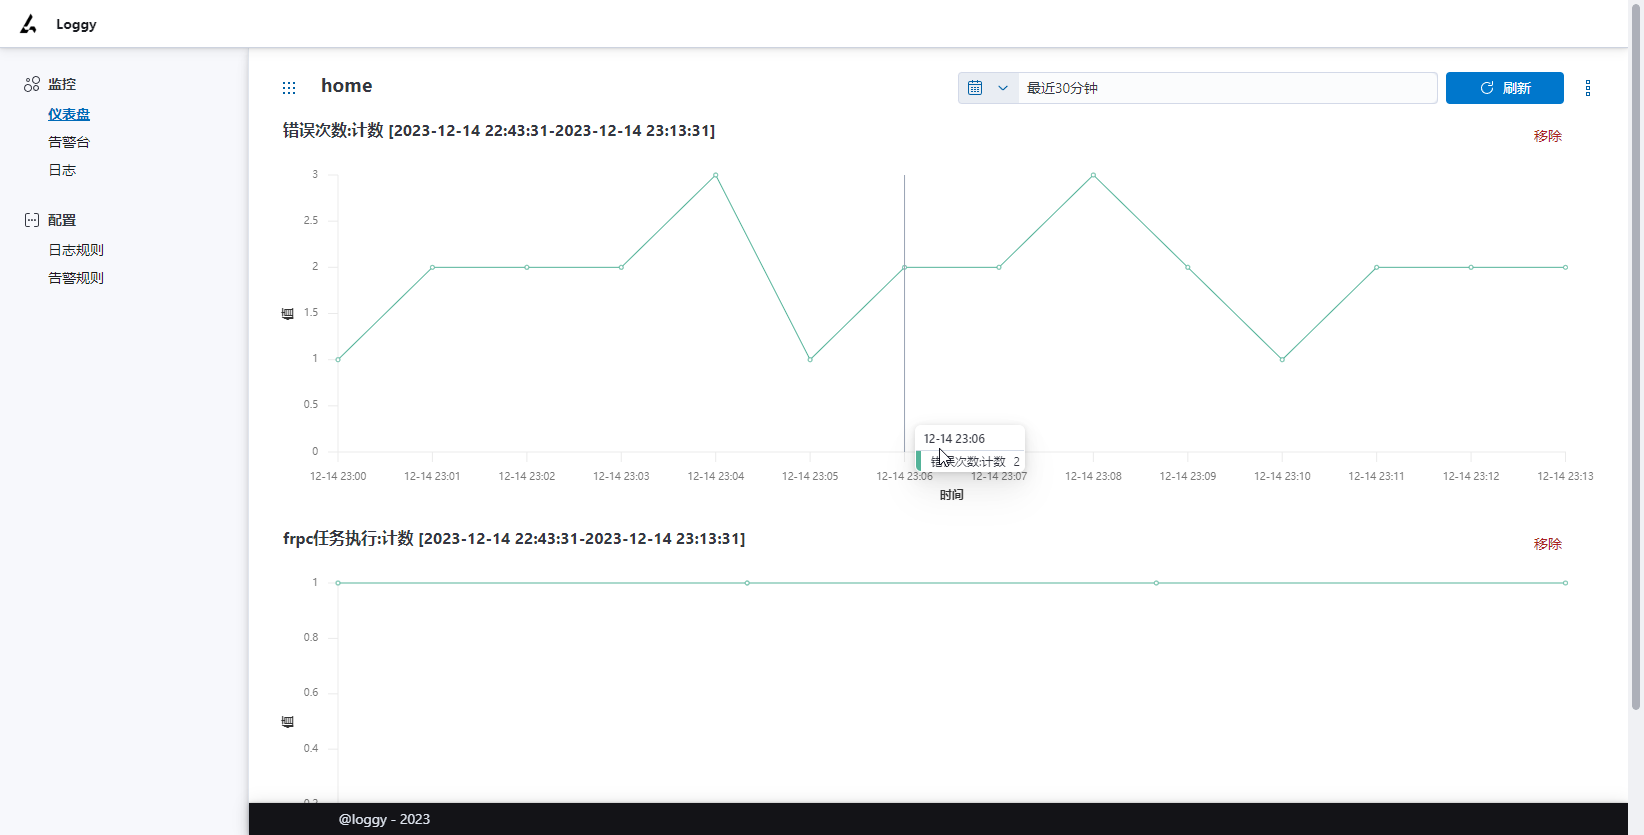 Loggy
监控
仪表盘
告警台
日志
配置
日志规则
告警规则
home
最近30分钟
刷新
错误次数:计数 [2023-12-14 22:43:31-2023-12-14 23:13:31]
移除
3
2.5
2
1.5
1
0.5
0
值
12-14 23:00 12-14 23:01 12-14 23:02 12-14 23:03 12-14 23:04 12-14 23:05 12-14 23:06 12-14 23:07 12-14 23:08 12-14 23:09 12-14 23:10 12-14 23:11 12-14 23:12 12-14 23:13
时间
12-14 23:06
错误次数:计数 2
frpc任务执行:计数 [2023-12-14 22:43:31-2023-12-14 23:13:31]
移除
1
0.8
0.6
0.4
0.2
值
@loggy - 2023